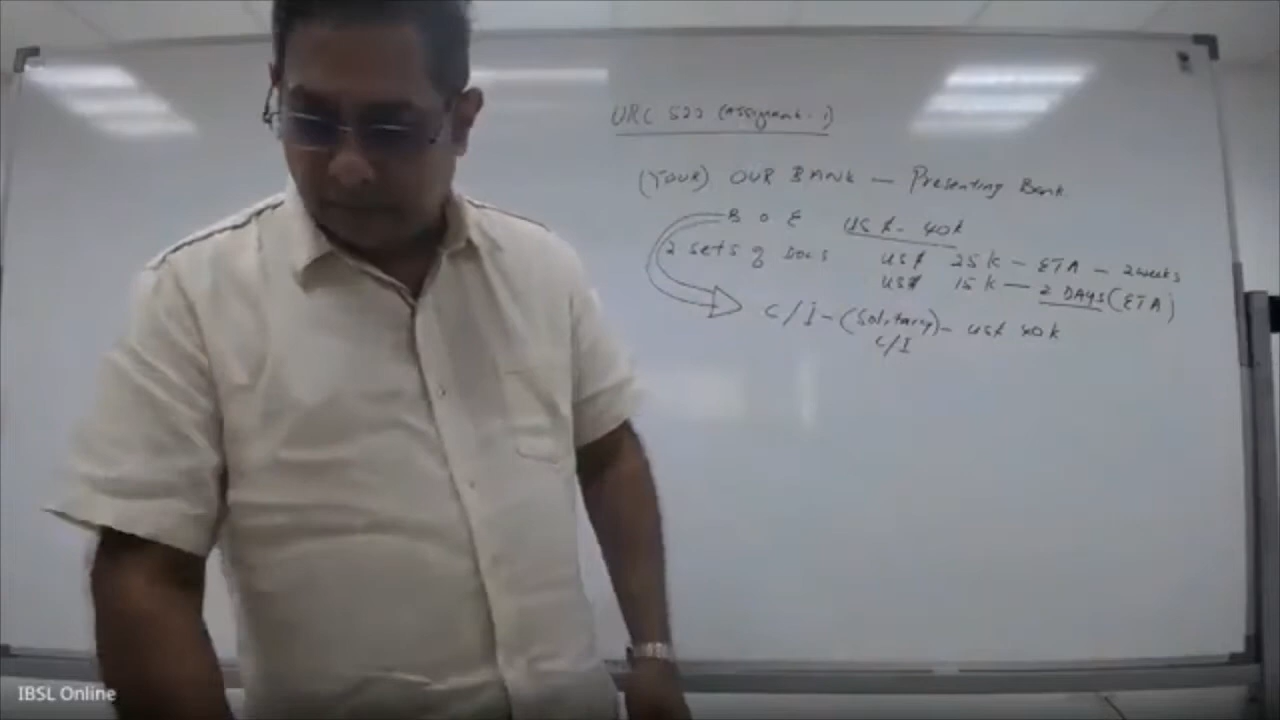 URC 522 (Assignment. 1)
(YOUR) OUR BANK — Presenting Bank
B o E US $ - 40k
2 sets of Docs US$ 25k - ETA - 2 weeks
US$ 15k — 2 DAYS (ETA)
C/I - (Solitary) - US$ 40k
C/I
IBSL Online